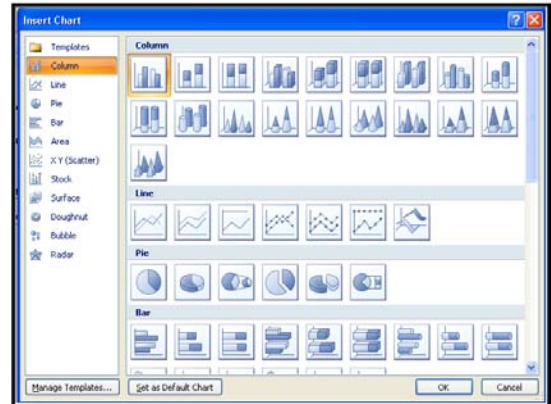 Insert Chart
Templates
Column
Line
Pie
Bar
Area
X Y (Scatter)
Stock
Surface
Doughnut
Bubble
Radar
Column
Line
Pie
Bar
Manage Templates...
Set as Default Chart
OK
Cancel